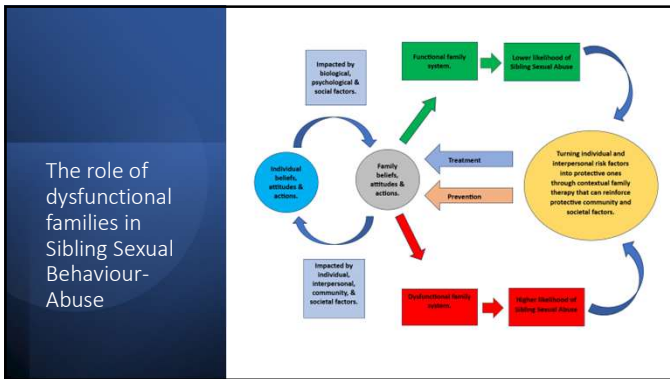 The role of
dysfunctional
families in
Sibling Sexual
Behaviour-
Abuse
Impacted by
biological,
psychological &
social factors.
Individual
beliefs,
attitudes &
actions.
Family
beliefs,
attitudes &
actions.
Impacted by
individual,
interpersonal,
community, &
societal factors.
Functional family
system.
Lower likelihood of
Sibling Sexual Abuse
Treatment
Prevention
Turning individual and
interpersonal risk factors
into protective ones
through contextual family
therapy that can reinforce
protective community and
societal factors.
Dysfunctional family
system.
Higher likelihood of
Sibling Sexual Abuse